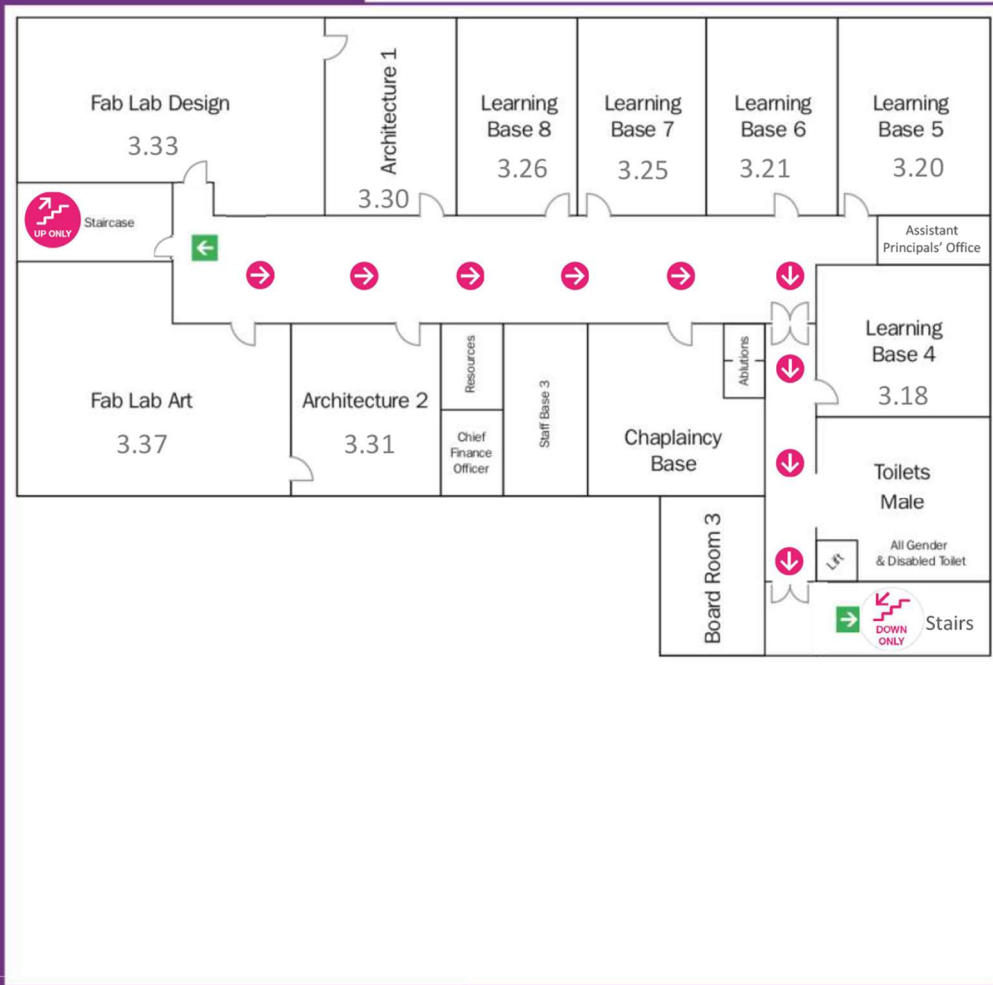 Fab Lab Design
3.33
Architecture 1
3.30
Learning
Base 8
3.26
Learning
Base 7
3.25
Learning
Base 6
3.21
Learning
Base 5
3.20
UP ONLY
Staircase
Assistant
Principals' Office
Fab Lab Art
3.37
Architecture 2
3.31
Resources
Chief
Finance
Officer
Staff Base 3
Chaplaincy
Base
Ablutions
Learning
Base 4
3.18
Toilets
Male
All Gender
& Disabled Toilet
Lift
Board Room 3
DOWN
ONLY
Stairs